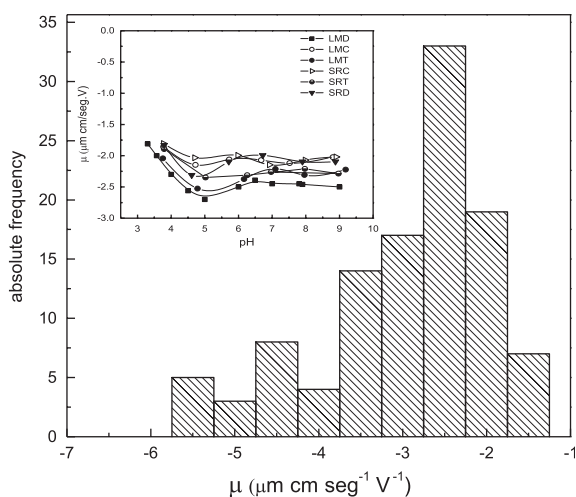 35
30
25
20
15
10
5
0
absolute frequency
-7 -6 -5 -4 -3 -2 -1
μ (μm cm seg⁻¹ V⁻¹)
0.0
-0.5
-1.0
-1.5
-2.0
-2.5
-3.0
μ (μm cm/seg.V)
3 4 5 6 7 8 9 10
pH
LMD
LMC
LMT
SRC
SRT
SRD